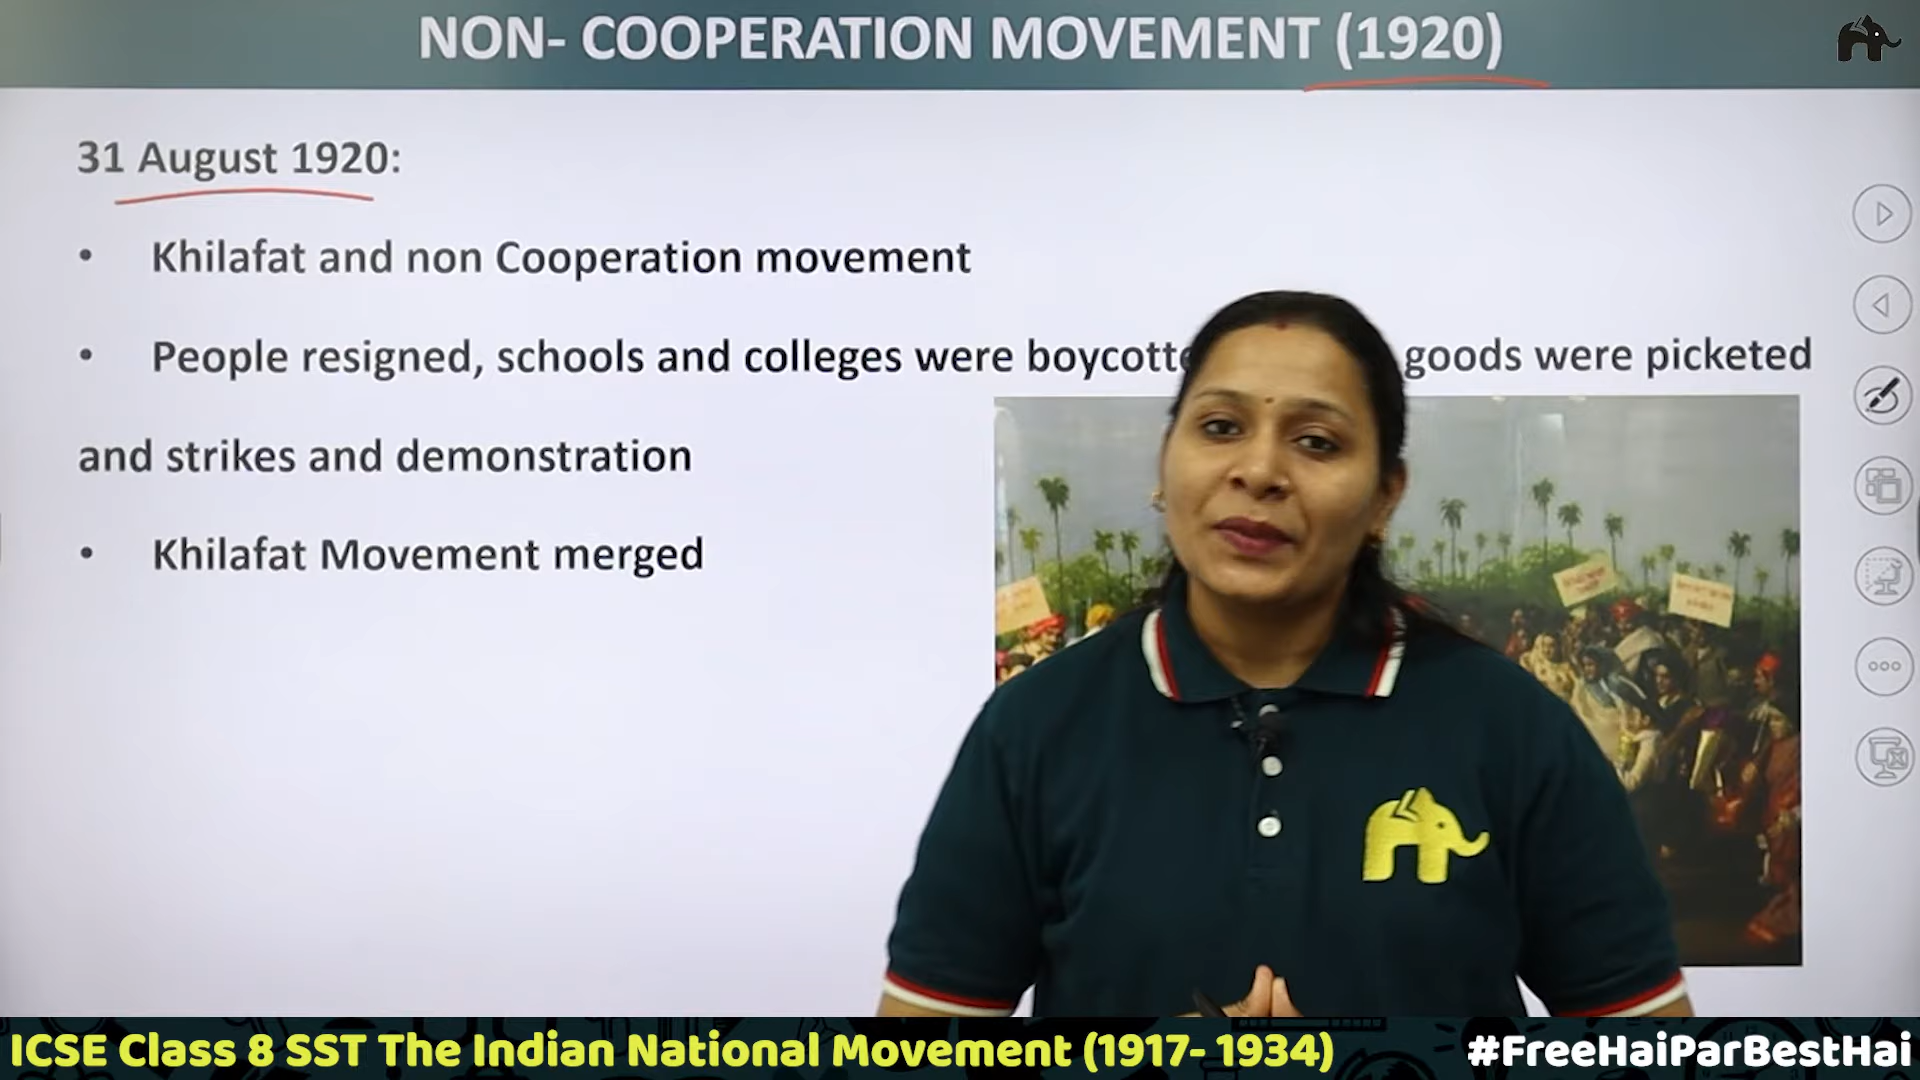 NON- COOPERATION MOVEMENT (1920)
31 August 1920:
• Khilafat and non Cooperation movement
• People resigned, schools and colleges were boycotte goods were picketed
and strikes and demonstration
• Khilafat Movement merged
ICSE Class 8 SST The Indian National Movement (1917- 1934)
#FreeHaiParBestHai